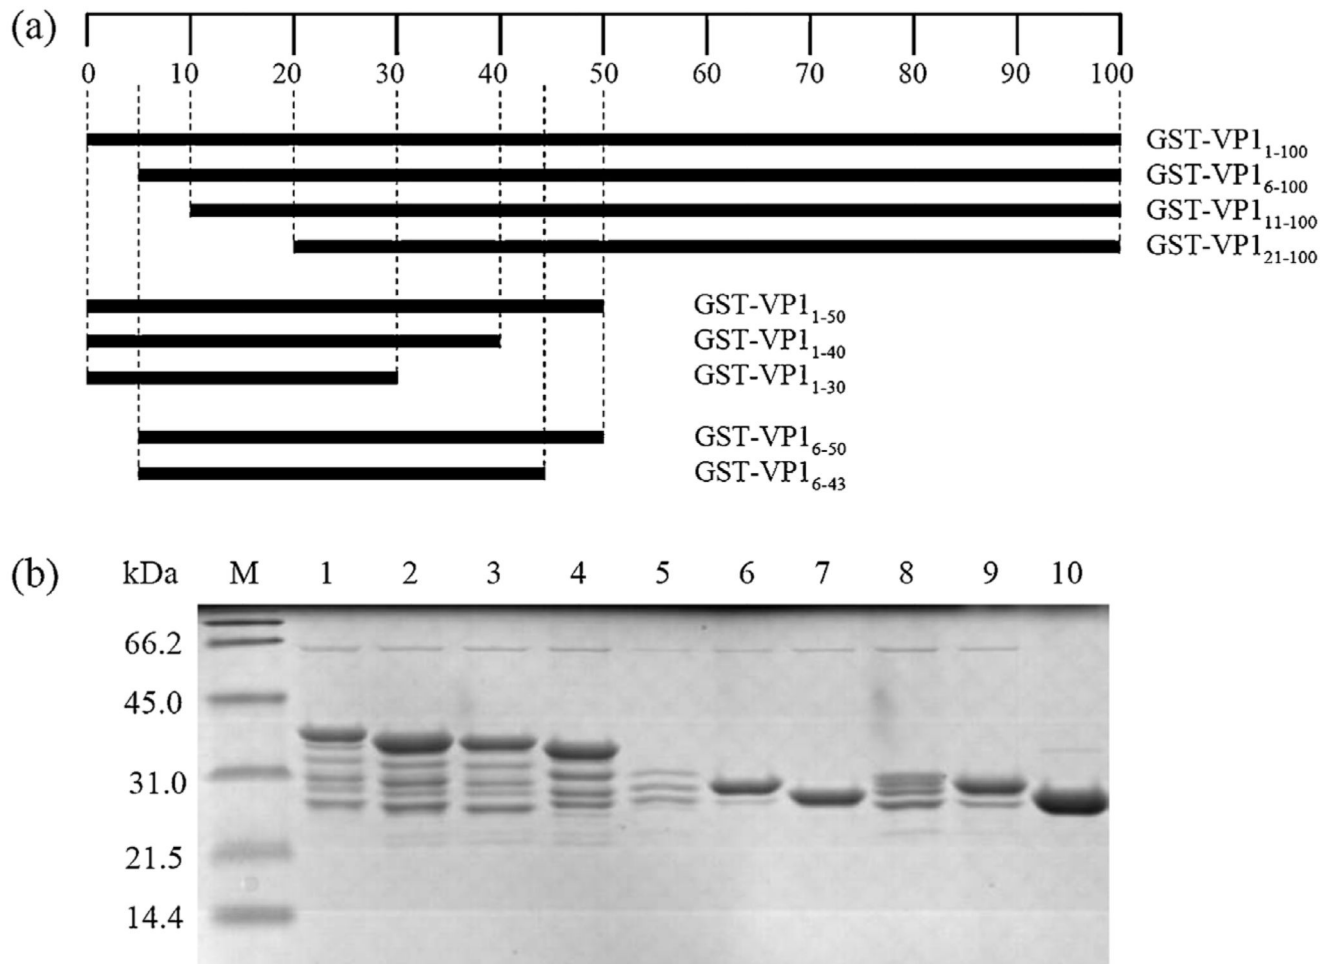 (a)
0 10 20 30 40 50 60 70 80 90 100
GST-VP1₁₋₁₀₀
GST-VP1₆₋₁₀₀
GST-VP1₁₁₋₁₀₀
GST-VP1₂₁₋₁₀₀
GST-VP1₁₋₅₀
GST-VP1₁₋₄₀
GST-VP1₁₋₃₀
GST-VP1₆₋₅₀
GST-VP1₆₋₄₃
(b) kDa M 1 2 3 4 5 6 7 8 9 10
66.2
45.0
31.0
21.5
14.4